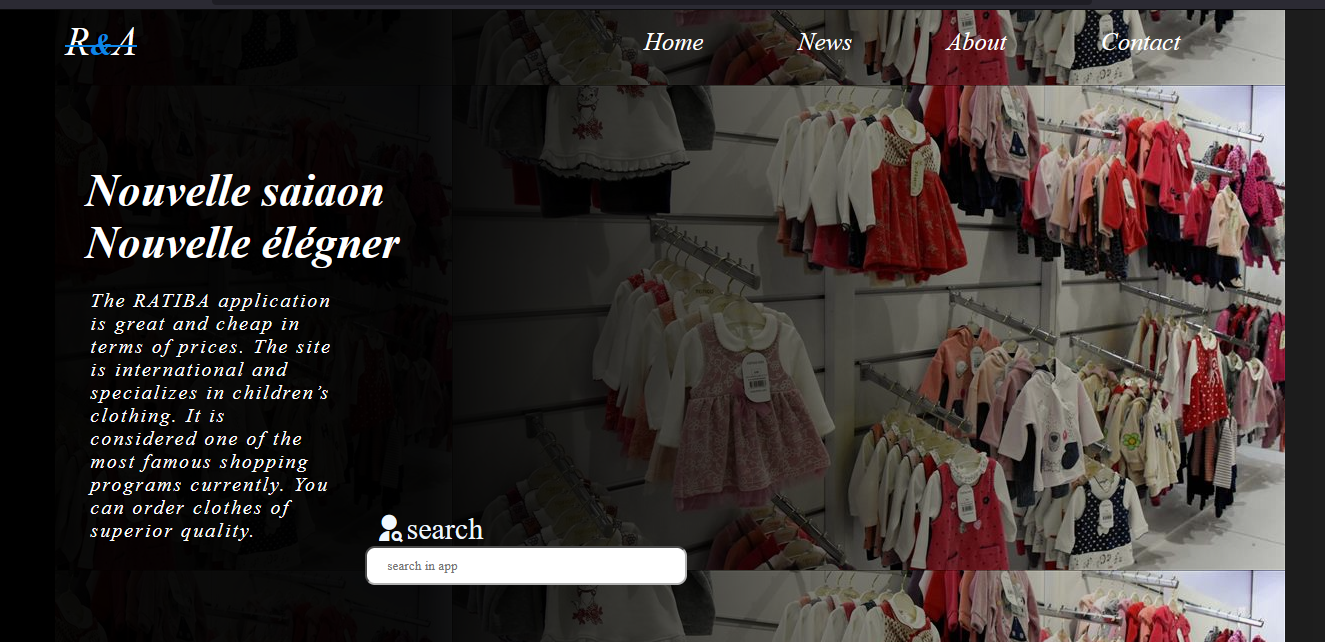 R&A
Home News About Contact
Nouvelle saiaon
Nouvelle élégner
The RATIBA application
is great and cheap in
terms of prices. The site
is international and
specializes in children's
clothing. It is
considered one of the
most famous shopping
programs currently. You
can order clothes of
superior quality.
search
search in app